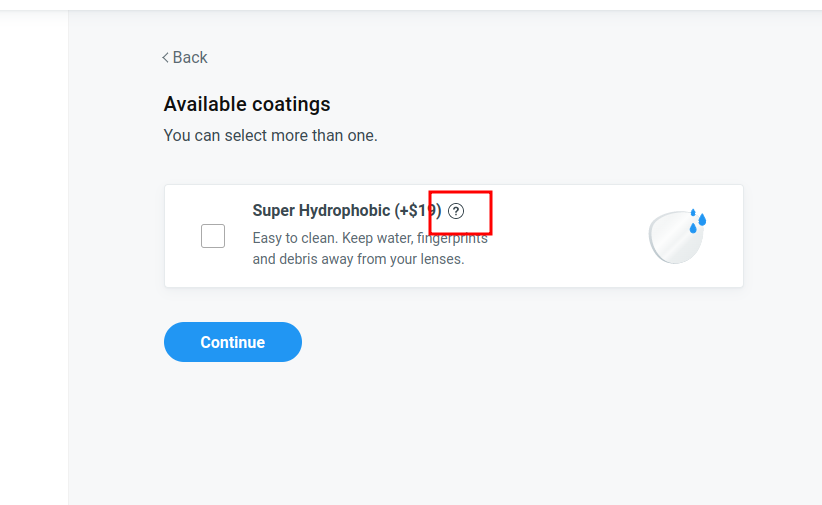 Back
Available coatings
You can select more than one.
Super Hydrophobic (+$19) ?
Easy to clean. Keep water, fingerprints
and debris away from your lenses.
Continue